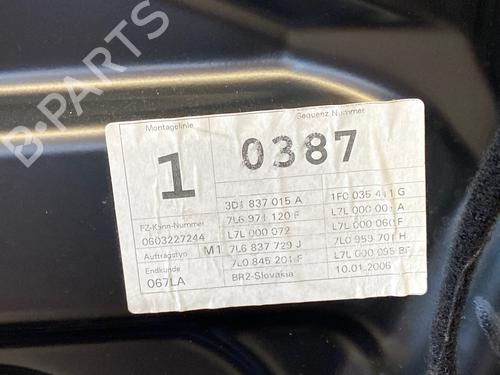 B-PARTS
Montagelinie
1
Sequenz Nummer
0387
FZ-Kenn-Nummer
0603227244
Auftragstyp
M1
Endkunde
067LA
3D1 837 015 A
7L6 971 120 F
L7L 000 072
7L6 837 729 J
7L0 845 201 F
BR2-Slovakia
1F0 035 411 G
L7L 000 001 A
L7L 000 060 F
7L0 959 701 H
L7L 000 095 BF
10.01.2006